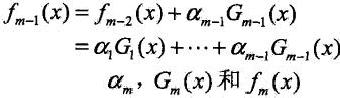 f_{m-1}(x) = f_{m-2}(x) + α_{m-1}G_{m-1}(x)
= α_1G_1(x) + ⋯ + α_{m-1}G_{m-1}(x)
α_m, G_m(x) 和 f_m(x)